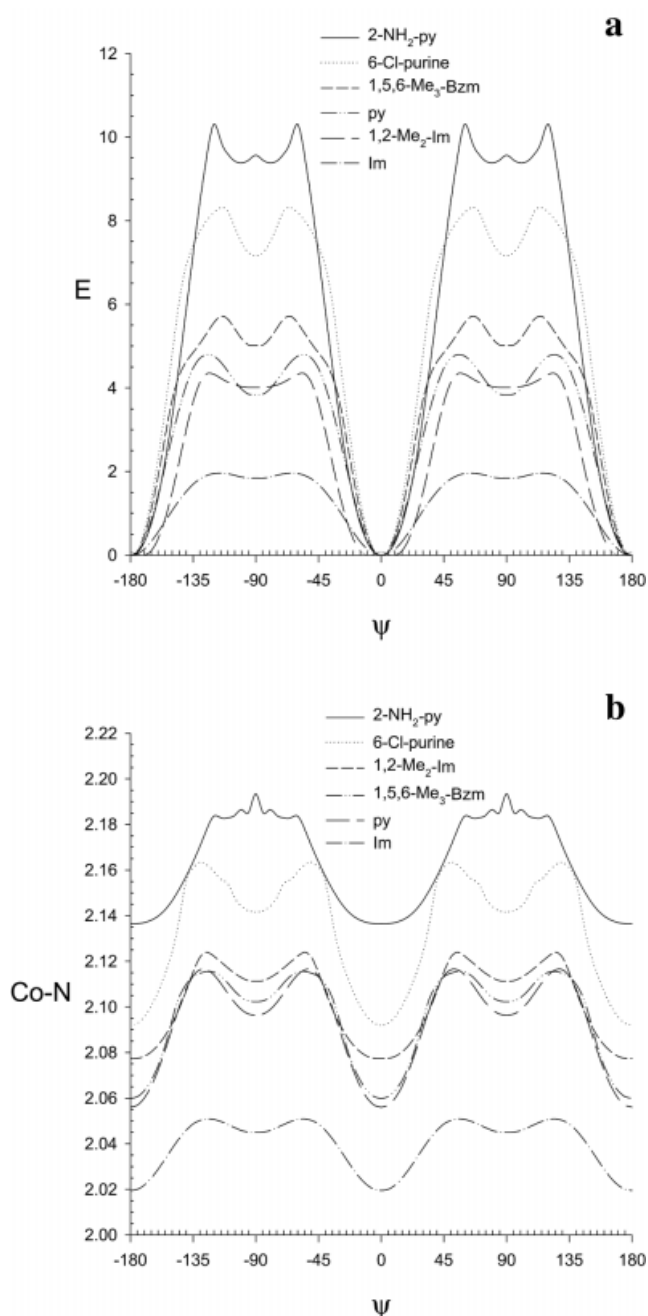 a
2-NH2-py
6-Cl-purine
1,5,6-Me3-Bzm
py
1,2-Me2-Im
Im
12
10
8
6
4
2
0
E
-180 -135 -90 -45 0 45 90 135 180
ψ
b
2-NH2-py
6-Cl-purine
1,2-Me2-Im
1,5,6-Me3-Bzm
py
Im
2.22
2.20
2.18
2.16
2.14
2.12
2.10
2.08
2.06
2.04
2.02
2.00
Co-N
-180 -135 -90 -45 0 45 90 135 180
ψ